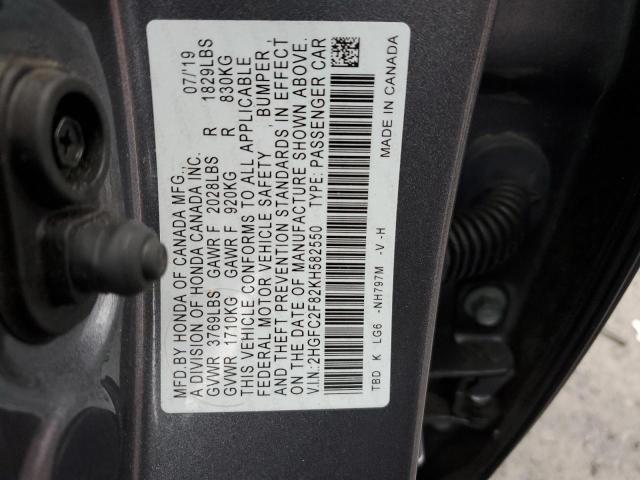 MFD.BY HONDA OF CANADA MFG., 07/19
A DIVISION OF HONDA CANADA INC.
GVWR 3769LBS GAWR F 2028LBS R 1829LBS
GVWR 1710KG GAWR F 920KG R 830KG
THIS VEHICLE CONFORMS TO ALL APPLICABLE
FEDERAL MOTOR VEHICLE SAFETY, BUMPER,
AND THEFT PREVENTION STANDARDS IN EFFECT
ON THE DATE OF MANUFACTURE SHOWN ABOVE.
V.I.N.:2HGFC2F82KH582550 TYPE: PASSENGER CAR
TBD K LG6 -NH797M -V -H MADE IN CANADA